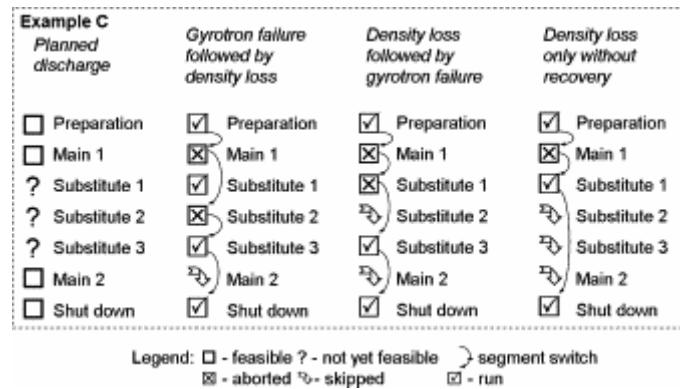 Example C
Planned discharge
Gyrotron failure followed by density loss
Density loss followed by gyrotron failure
Density loss only without recovery
Preparation Preparation Preparation Preparation
Main 1 Main 1 Main 1 Main 1
? Substitute 1 Substitute 1 Substitute 1 Substitute 1
? Substitute 2 Substitute 2 Substitute 2 Substitute 2
? Substitute 3 Substitute 3 Substitute 3 Substitute 3
Main 2 Main 2 Main 2 Main 2
Shut down Shut down Shut down Shut down
Legend: - feasible ? - not yet feasible segment switch
- aborted - skipped - run